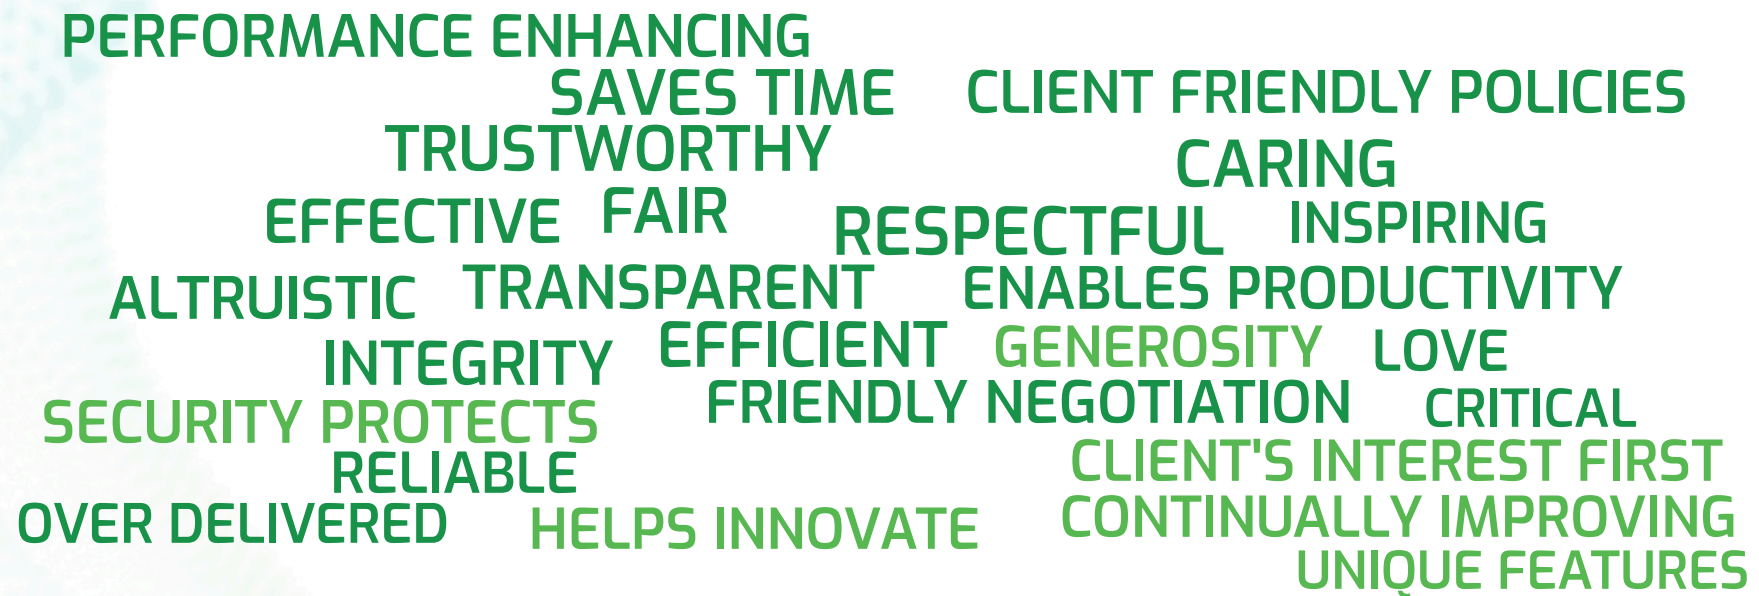 PERFORMANCE ENHANCING
SAVES TIME
CLIENT FRIENDLY POLICIES
TRUSTWORTHY
CARING
EFFECTIVE
FAIR
RESPECTFUL
INSPIRING
ALTRUISTIC
TRANSPARENT
ENABLES PRODUCTIVITY
INTEGRITY
EFFICIENT
GENEROSITY
LOVE
SECURITY PROTECTS
FRIENDLY NEGOTIATION
CRITICAL
RELIABLE
CLIENT'S INTEREST FIRST
OVER DELIVERED
HELPS INNOVATE
CONTINUALLY IMPROVING
UNIQUE FEATURES